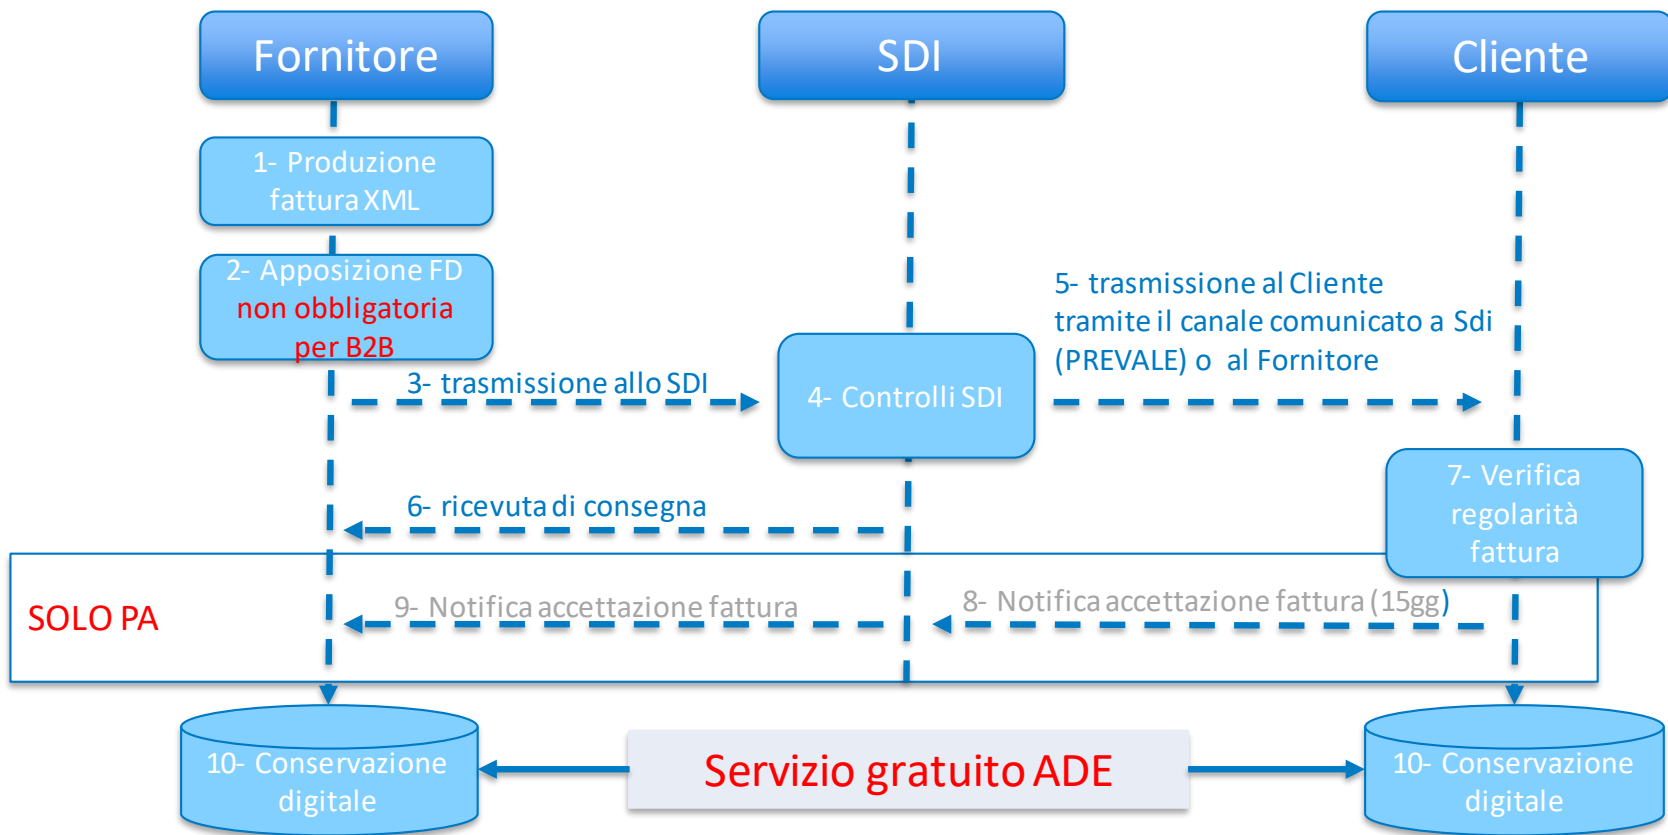 Fornitore
SDI
Cliente
1- Produzione
fattura XML
2- Apposizione FD
non obbligatoria
per B2B
3- trasmissione allo SDI
4- Controlli SDI
5- trasmissione al Cliente
tramite il canale comunicato a Sdi
(PREVALE) o al Fornitore
6- ricevuta di consegna
7- Verifica
regolarità
fattura
SOLO PA
9- Notifica accettazione fattura
8- Notifica accettazione fattura (15gg)
10- Conservazione
digitale
Servizio gratuito ADE
10- Conservazione
digitale